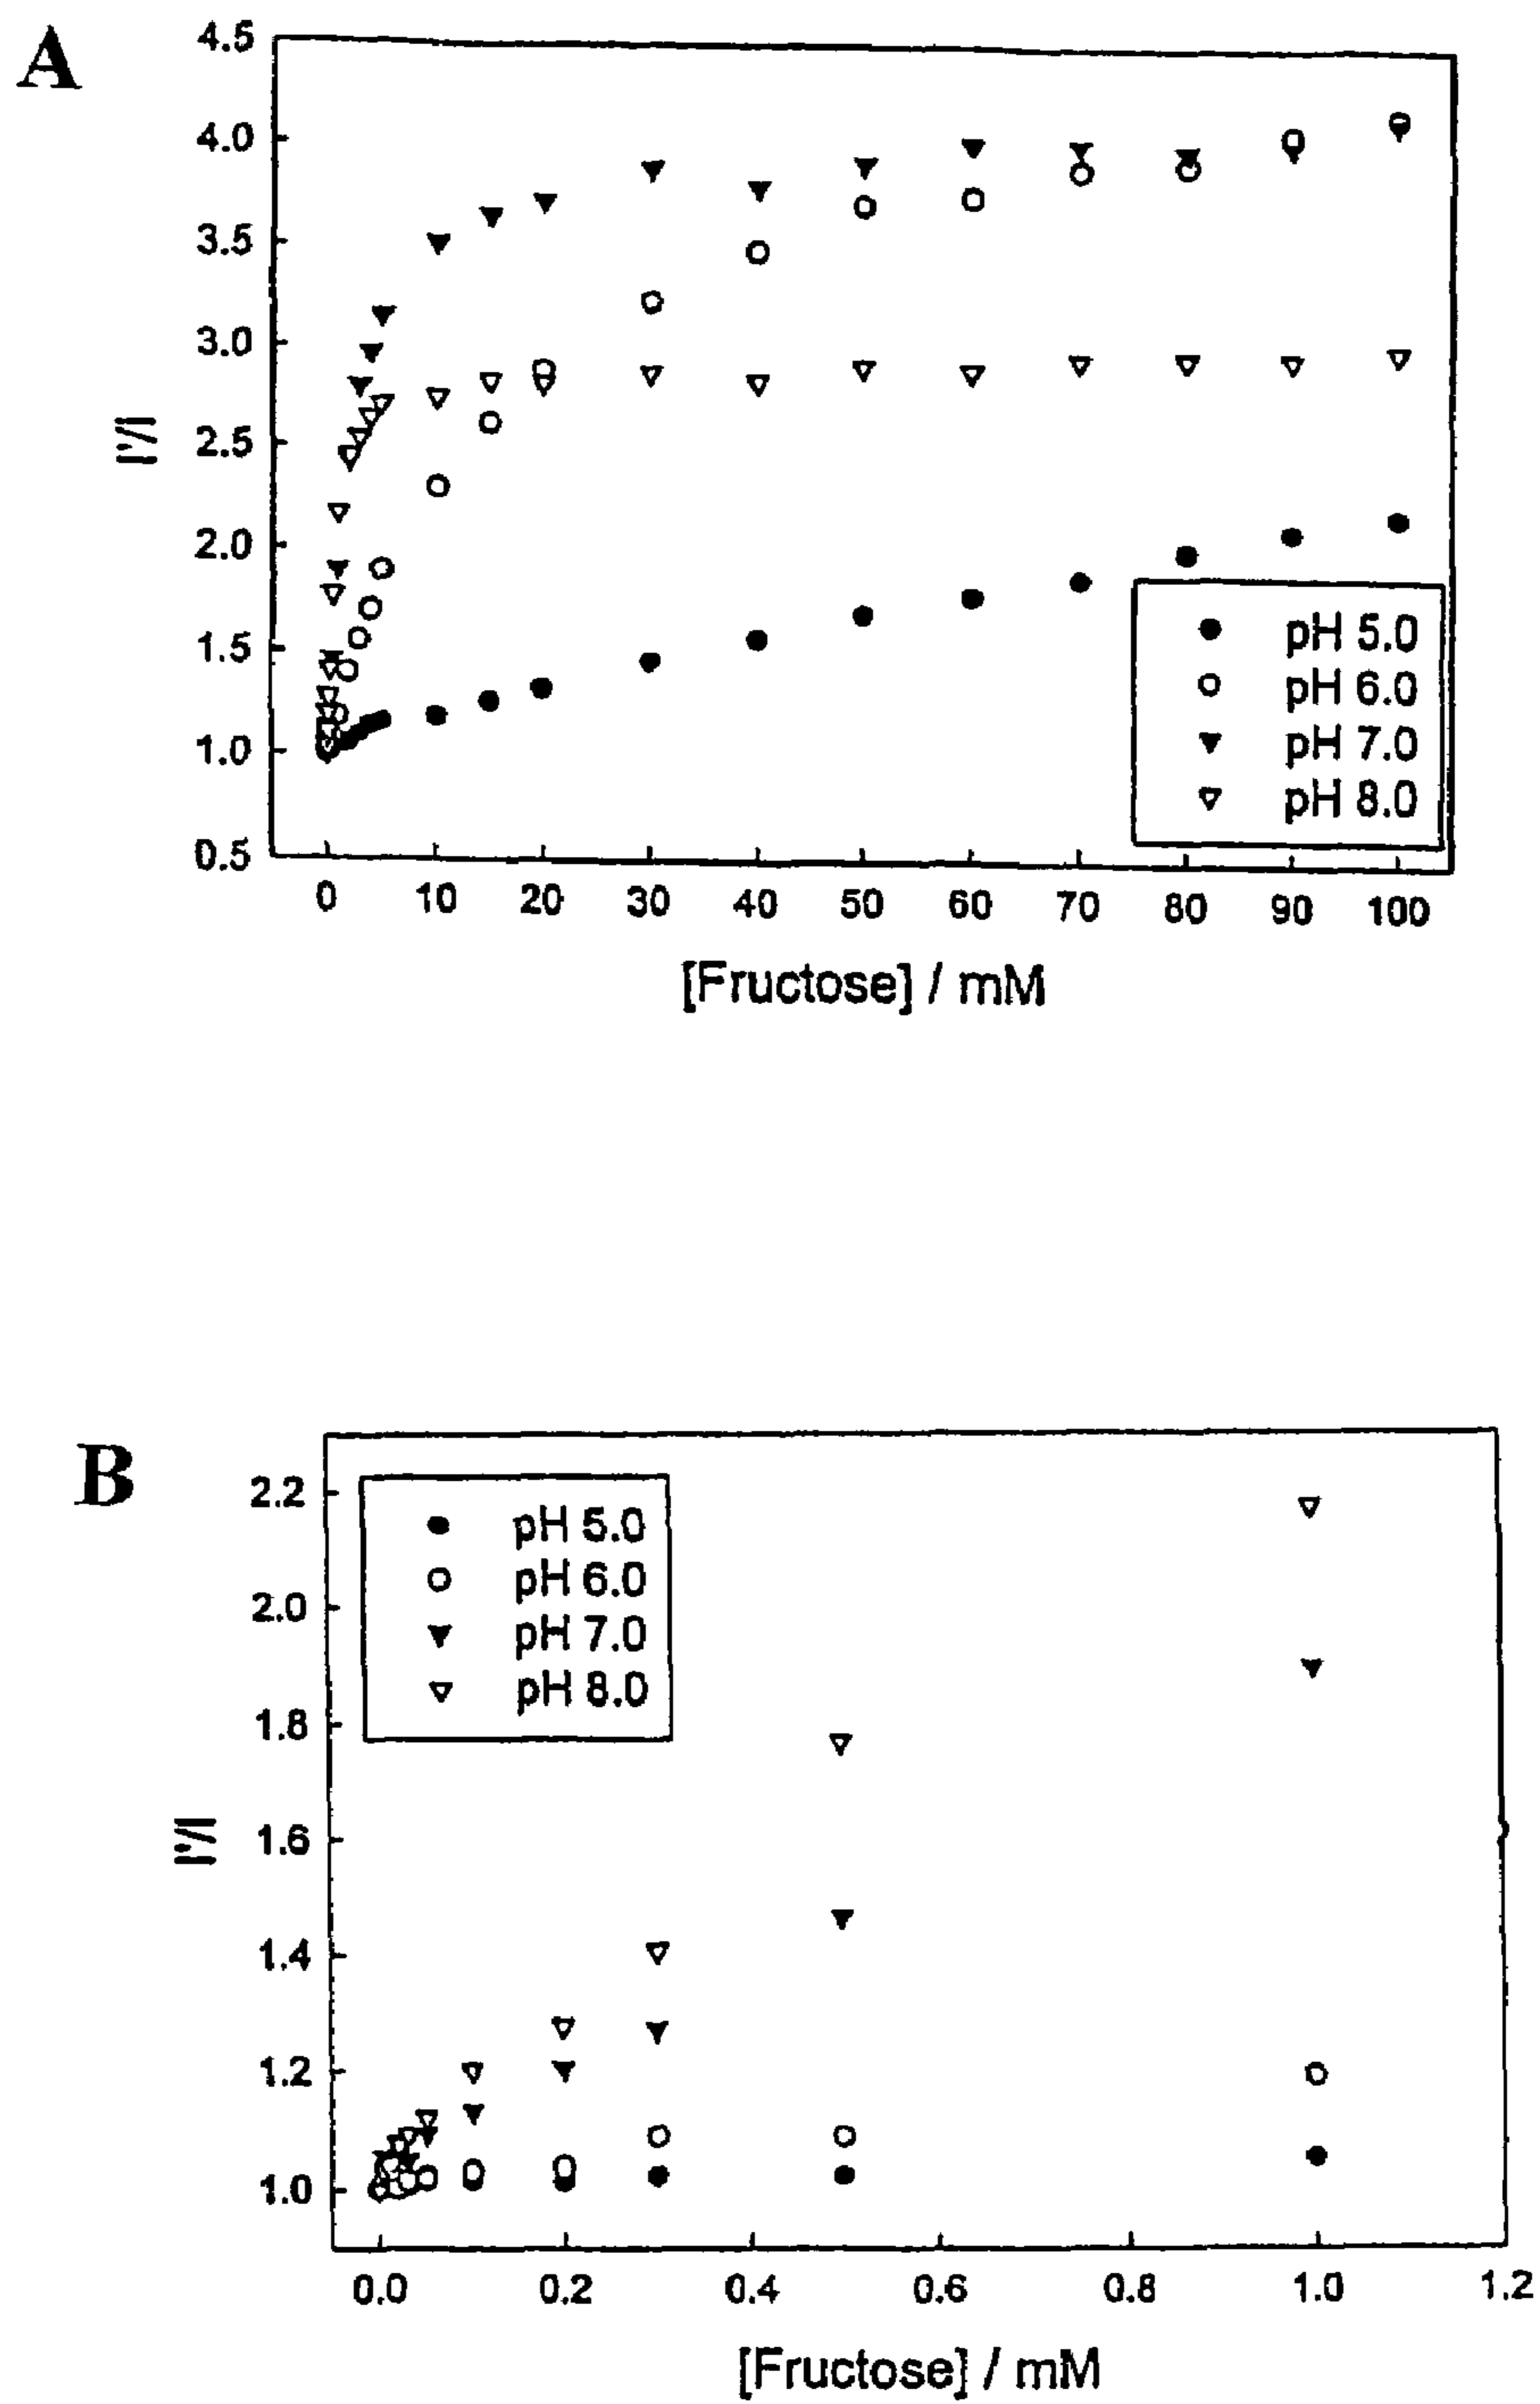 A
4.5
4.0
3.5
3.0
2.5
2.0
1.5
1.0
0.5
I'/I
pH 5.0
pH 6.0
pH 7.0
pH 8.0
0 10 20 30 40 50 60 70 80 90 100
[Fructose] / mM
B
2.2
2.0
1.8
1.6
1.4
1.2
1.0
I'/I
pH 5.0
pH 6.0
pH 7.0
pH 8.0
0.0 0.2 0.4 0.6 0.8 1.0 1.2
[Fructose] / mM